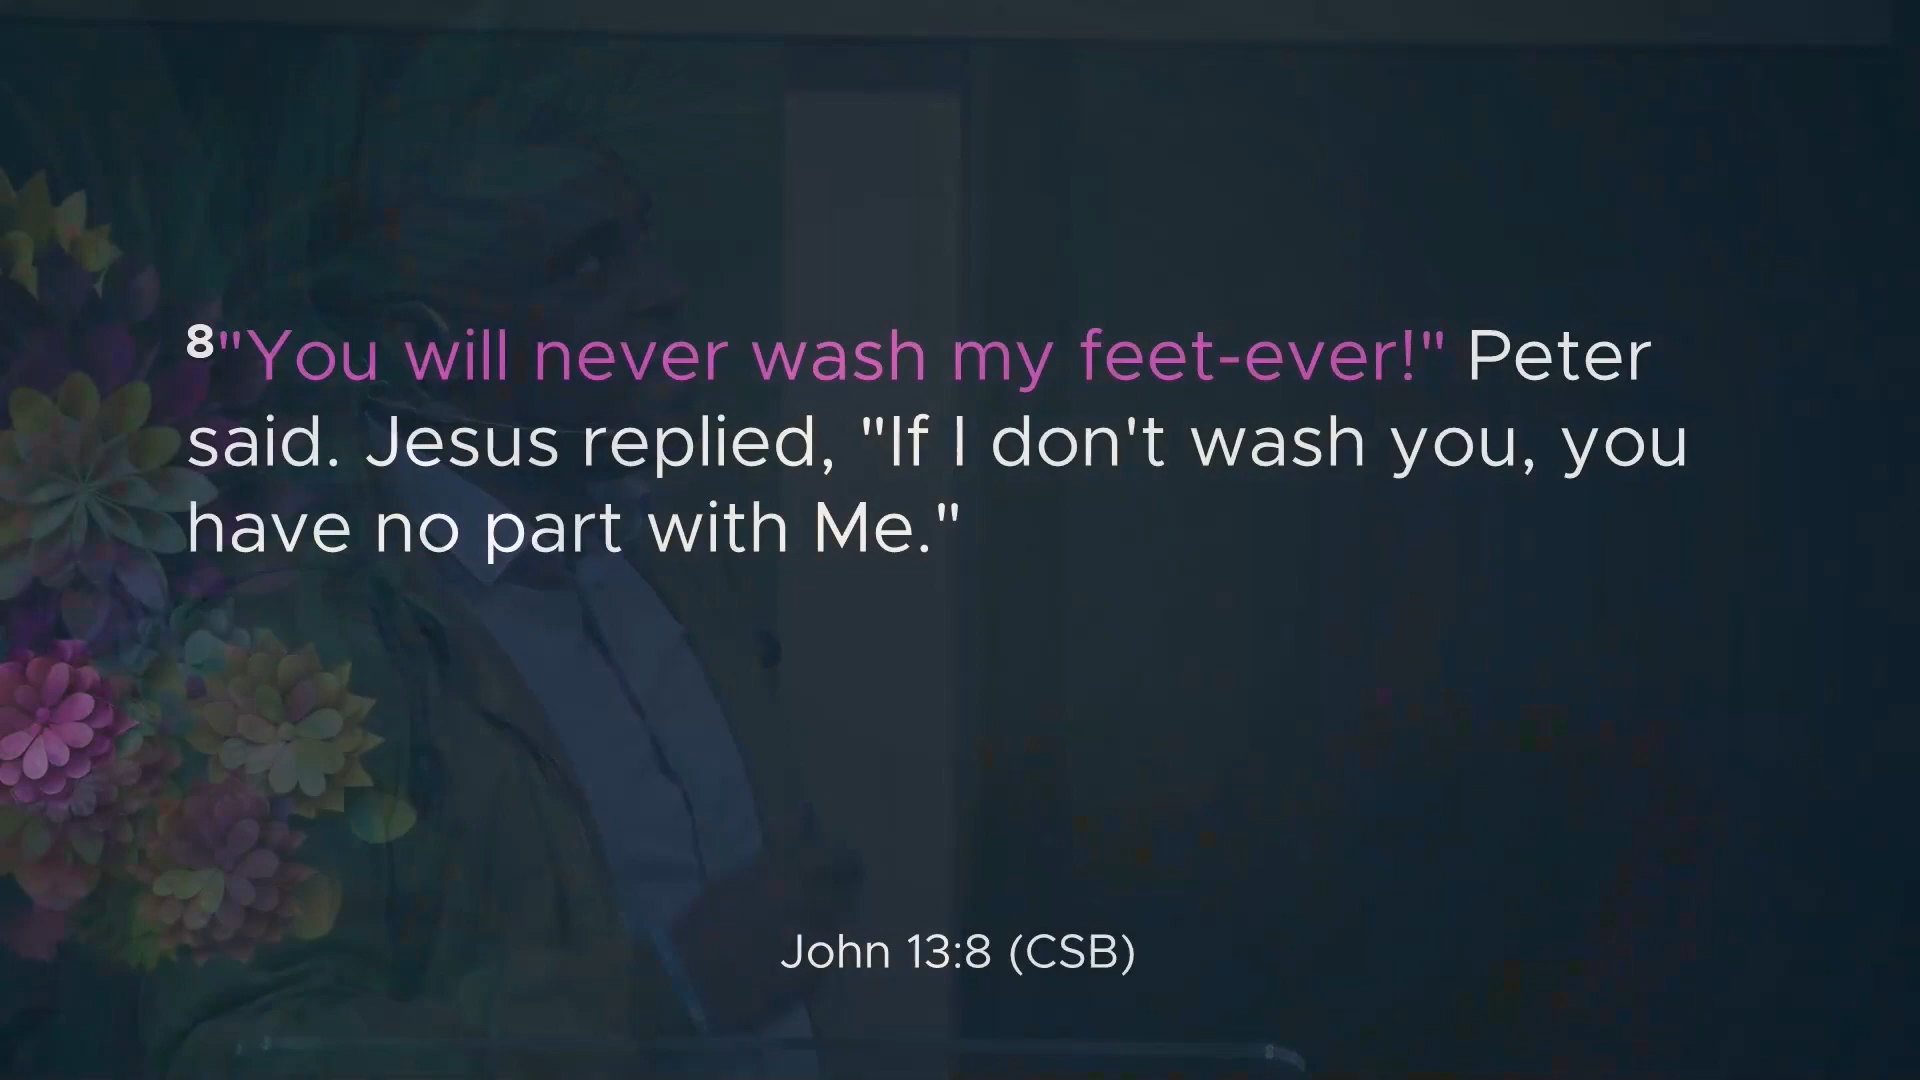 8"You will never wash my feet-ever!" Peter
said. Jesus replied, "If I don't wash you, you
have no part with Me."
John 13:8 (CSB)